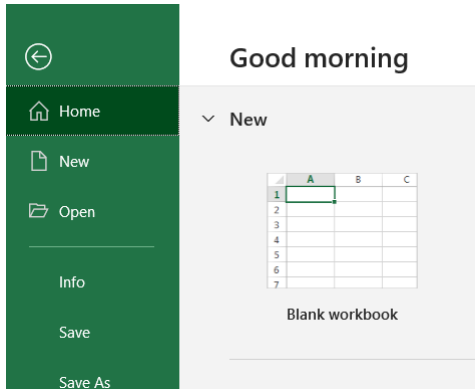 Good morning
Home
New
New
Open
A B C
1
2
3
4
5
6
7
Blank workbook
Info
Save
Save As